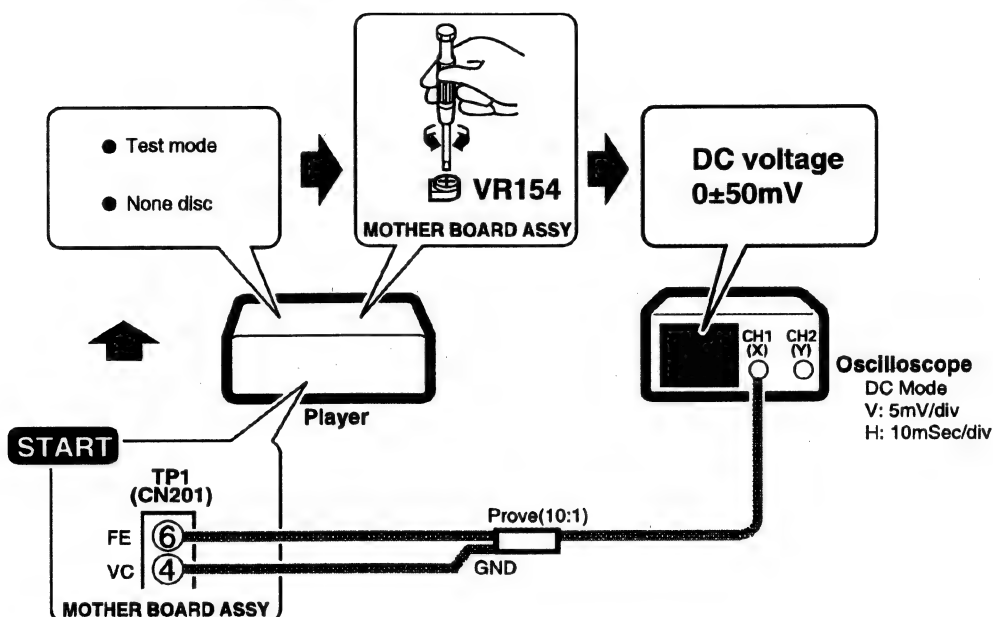 ● Test mode
● None disc
VR154
MOTHER BOARD ASSY
DC voltage
0±50mV
Player
CH1
(X)
CH2
(Y)
Oscilloscope
DC Mode
V: 5mV/div
H: 10mSec/div
START
TP1
(CN201)
FE
6
VC
4
MOTHER BOARD ASSY
Prove(10:1)
GND